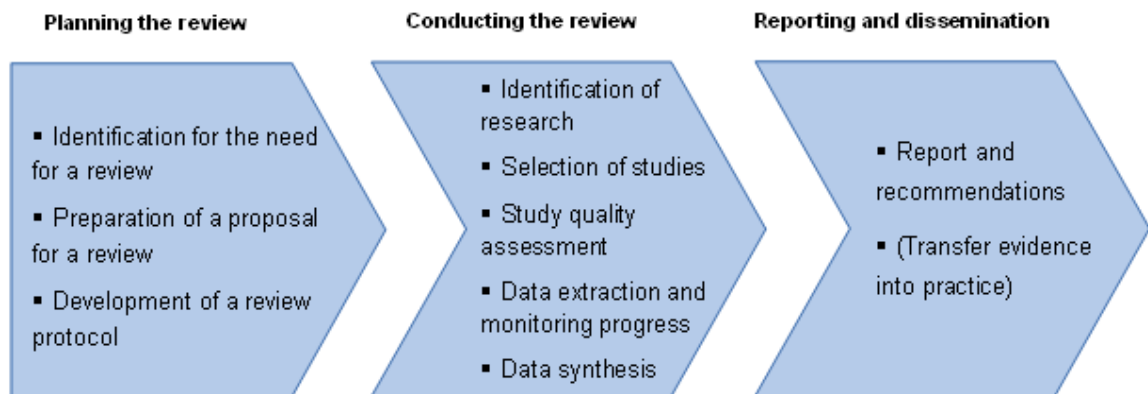 Planning the review
▪ Identification for the need
for a review
▪ Preparation of a proposal
for a review
▪ Development of a review
protocol
Conducting the review
▪ Identification of
research
▪ Selection of studies
▪ Study quality
assessment
▪ Data extraction and
monitoring progress
▪ Data synthesis
Reporting and dissemination
▪ Report and
recommendations
▪ (Transfer evidence
into practice)